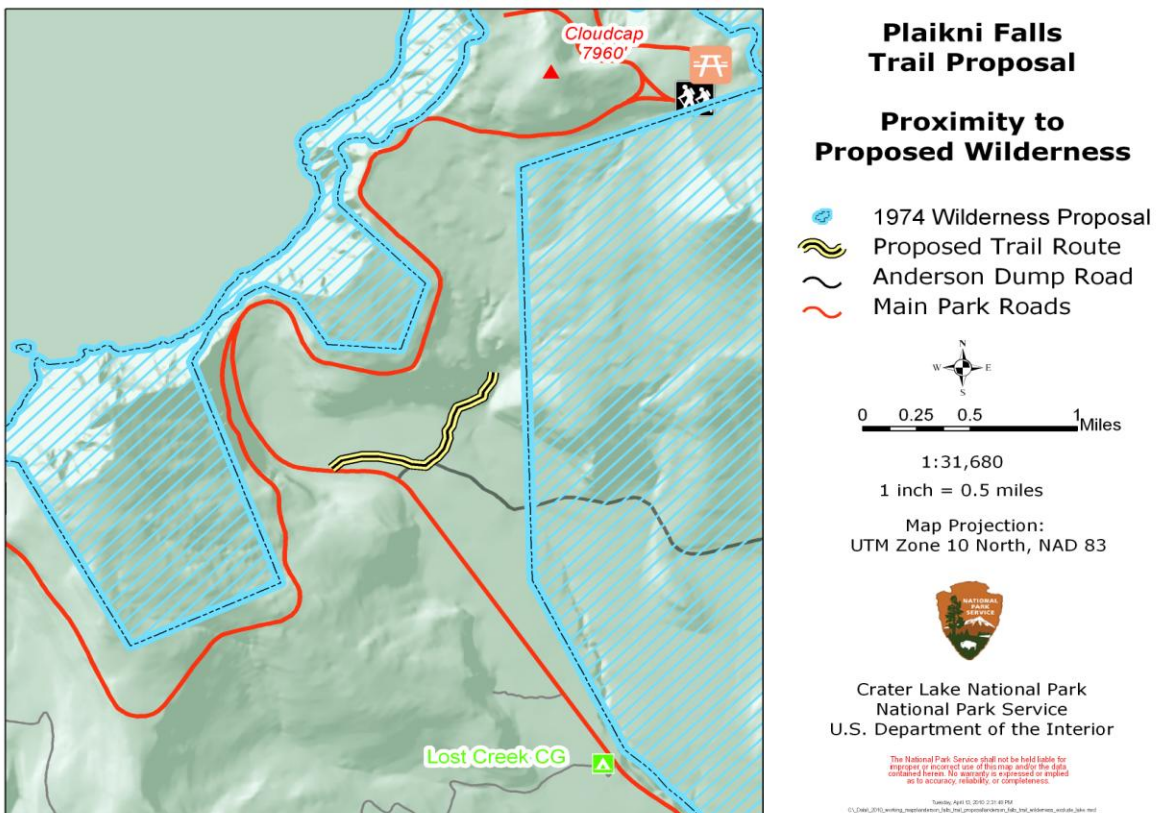 Cloudcap
7960'
Lost Creek CG
Plaikni Falls
Trail Proposal
Proximity to
Proposed Wilderness
1974 Wilderness Proposal
Proposed Trail Route
Anderson Dump Road
Main Park Roads
N
W E
S
0 0.25 0.5 1
Miles
1:31,680
1 inch = 0.5 miles
Map Projection:
UTM Zone 10 North, NAD 83
NATIONAL
PARK
SERVICE
Crater Lake National Park
National Park Service
U.S. Department of the Interior
The National Park Service shall not be held liable for
improper or incorrect use of this map and/or the data
contained herein. No warranty is expressed or implied
as to accuracy, reliability, or completeness.